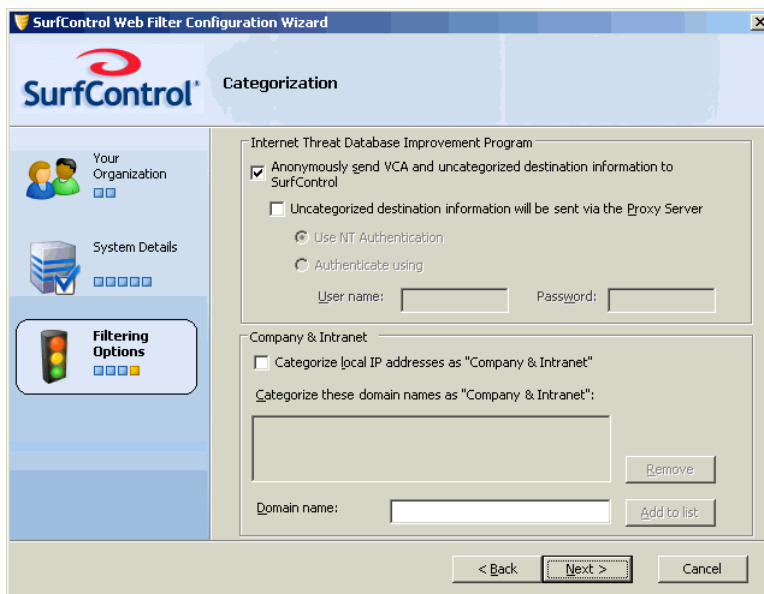 SurfControl Web Filter Configuration Wizard
SurfControl
Categorization
Your
Organization
System Details
Filtering
Options
Internet Threat Database Improvement Program
Anonymously send VCA and uncategorized destination information to
SurfControl
Uncategorized destination information will be sent via the Proxy Server
Use NT Authentication
Authenticate using
User name:
Password:
Company & Intranet
Categorize local IP addresses as "Company & Intranet"
Categorize these domain names as "Company & Intranet":
Remove
Domain name:
Add to list
< Back
Next >
Cancel